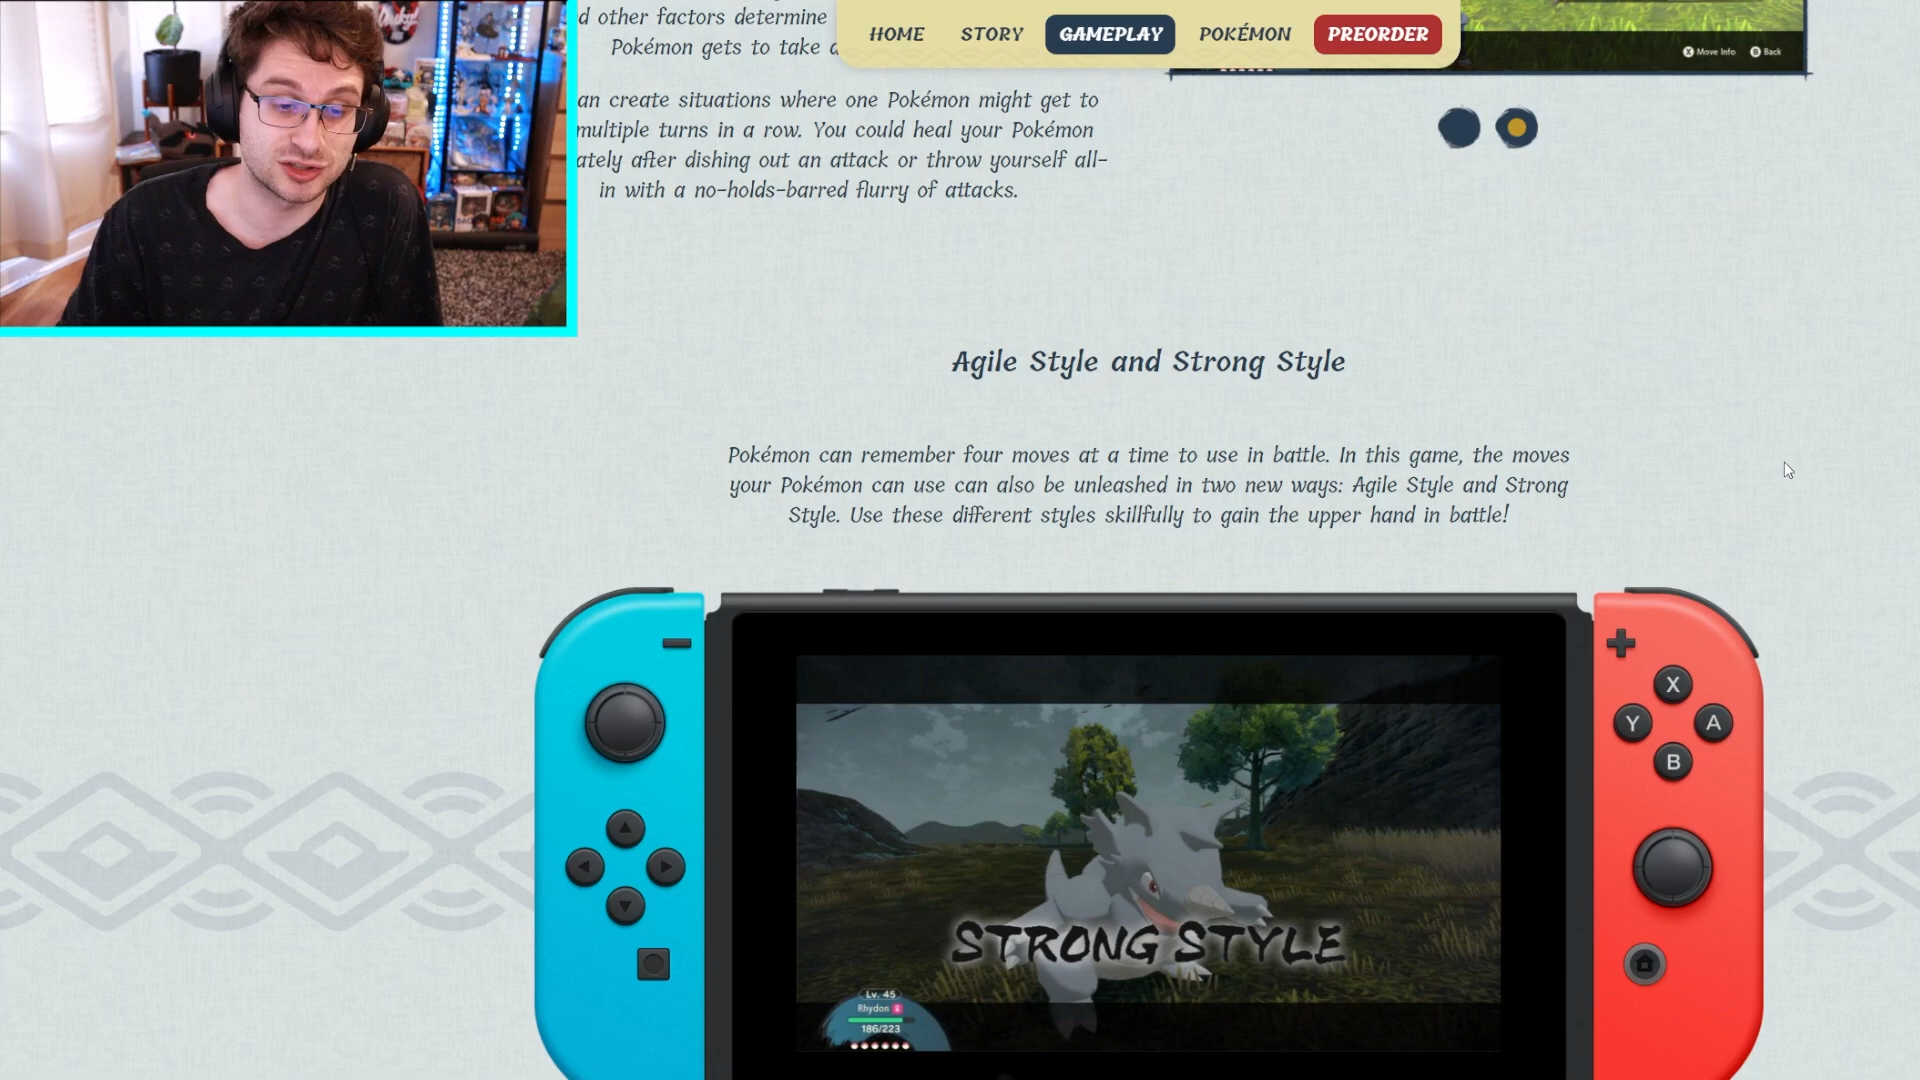 HOME STORY GAMEPLAY POKÉMON PREORDER
d other factors determine
Pokémon gets to take
Move Info Back
an create situations where one Pokémon might get to
multiple turns in a row. You could heal your Pokémon
ately after dishing out an attack or throw yourself all-
in with a no-holds-barred flurry of attacks.
Agile Style and Strong Style
Pokémon can remember four moves at a time to use in battle. In this game, the moves
your Pokémon can use can also be unleashed in two new ways: Agile Style and Strong
Style. Use these different styles skillfully to gain the upper hand in battle!
X
Y A
B
STRONG STYLE
Lv. 45
Rhydon
186/223